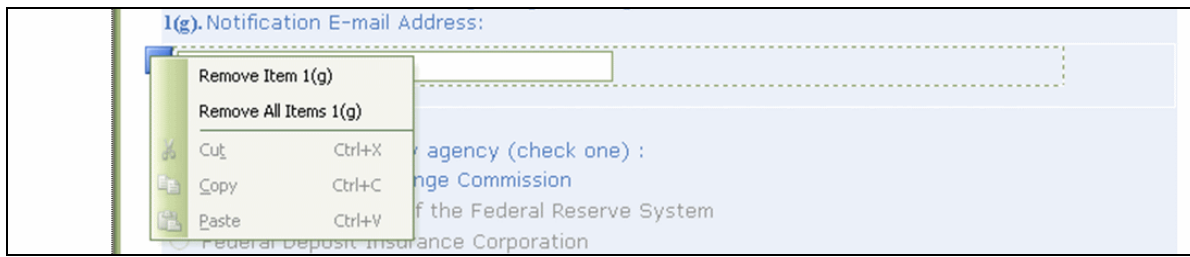 1(g). Notification E-mail Address:
Remove Item 1(g)
Remove All Items 1(g)
Cut Ctrl+X
agency (check one) :
Copy Ctrl+C
Commission
of the Federal Reserve System
Paste Ctrl+V
Federal Deposit Insurance Corporation